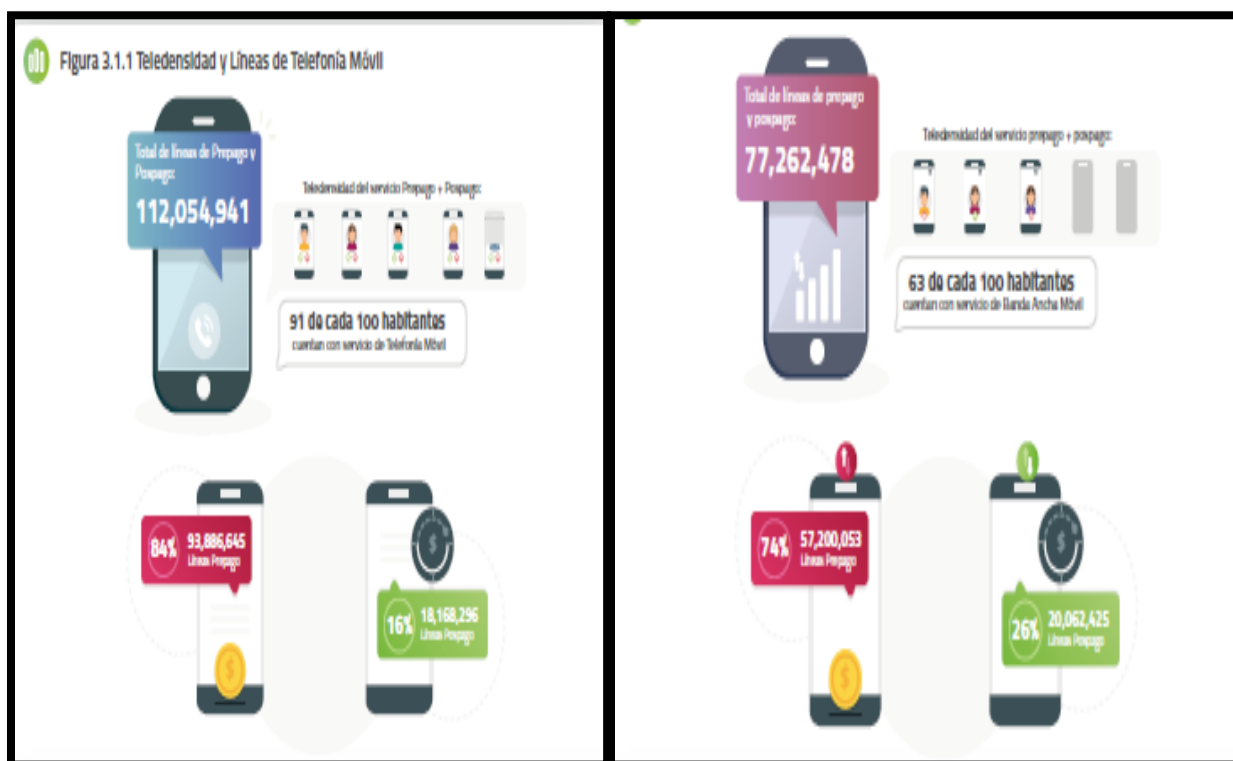 Figura 3.1.1 Teledensidad y Líneas de Telefonía Móvil
Total de líneas de Prepago y
Pospago:
112,054,941
Teledensidad del servicio Prepago + Pospago:
91 de cada 100 habitantes
cuentan con servicio de Telefonía Móvil
84%
93,886,645
Líneas Prepago
$
$
16%
18,168,296
Líneas Pospago
Total de líneas de prepago
y pospago:
77,262,478
Teledensidad del servicio prepago + pospago:
63 de cada 100 habitantes
cuentan con servicio de Banda Ancha Móvil
74%
57,200,053
Líneas Prepago
$
$
26%
20,062,425
Líneas Pospago